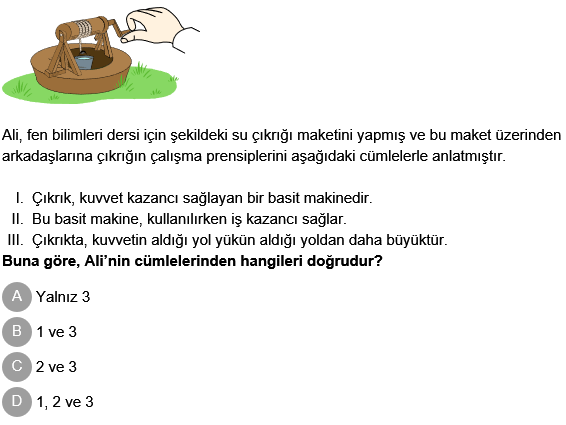 Ali, fen bilimleri dersi için şekildeki su çıkrığı maketini yapmış ve bu maket üzerinden
arkadaşlarına çıkrığın çalışma prensiplerini aşağıdaki cümlelerle anlatmıştır.
I. Çıkrık, kuvvet kazancı sağlayan bir basit makinedir.
II. Bu basit makine, kullanılırken iş kazancı sağlar.
III. Çıkrıkta, kuvvetin aldığı yol yükün aldığı yoldan daha büyüktür.
Buna göre, Ali’nin cümlelerinden hangileri doğrudur?
A Yalnız 3
B 1 ve 3
C 2 ve 3
D 1, 2 ve 3